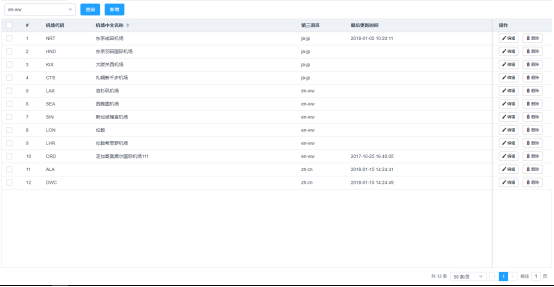 en-ww 查询 新增
# 机场代码 机场中文名称 第三语言 最后更新时间 操作
1 NRT 东京成田机场 ja-jp 2018-01-05 10:20:11 编辑 删除
2 HND 东京羽田国际机场 ja-jp 编辑 删除
3 KIX 大阪关西机场 ja-jp 编辑 删除
4 CTS 札幌新千岁机场 ja-jp 编辑 删除
5 LAX 洛杉矶机场 en-ww 编辑 删除
6 SEA 西雅图机场 en-ww 编辑 删除
7 SIN 新加坡樟宜机场 en-ww 编辑 删除
8 LON 伦敦 en-ww 编辑 删除
9 LHR 伦敦希思罗机场 en-ww 编辑 删除
10 ORD 芝加哥奥黑尔国际机场111 en-ww 2017-10-25 16:40:05 编辑 删除
11 ALA zh-cn 2018-01-15 14:24:41 编辑 删除
12 DWC zh-cn 2018-01-15 14:24:49 编辑 删除
共 12 条 50 条/页 1 前往 1 页